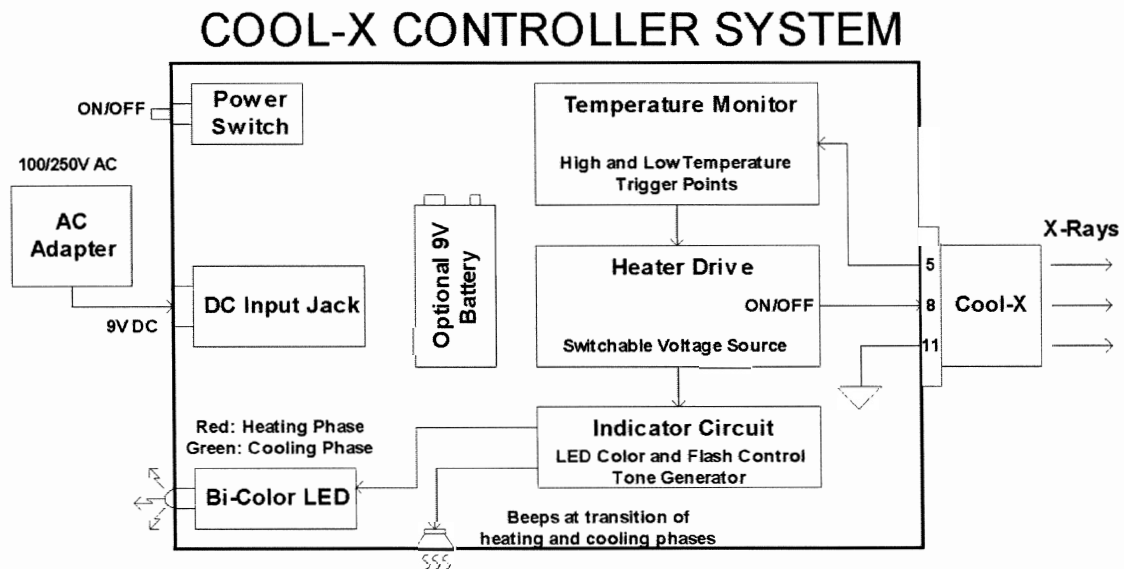 COOL-X CONTROLLER SYSTEM
ON/OFF
Power
Switch
100/250V AC
AC
Adapter
9V DC
DC Input Jack
Optional 9V
Battery
Temperature Monitor
High and Low Temperature
Trigger Points
Heater Drive
ON/OFF
Switchable Voltage Source
5
8
11
Cool-X
X-Rays
Indicator Circuit
LED Color and Flash Control
Tone Generator
Red: Heating Phase
Green: Cooling Phase
Bi-Color LED
Beeps at transition of
heating and cooling phases